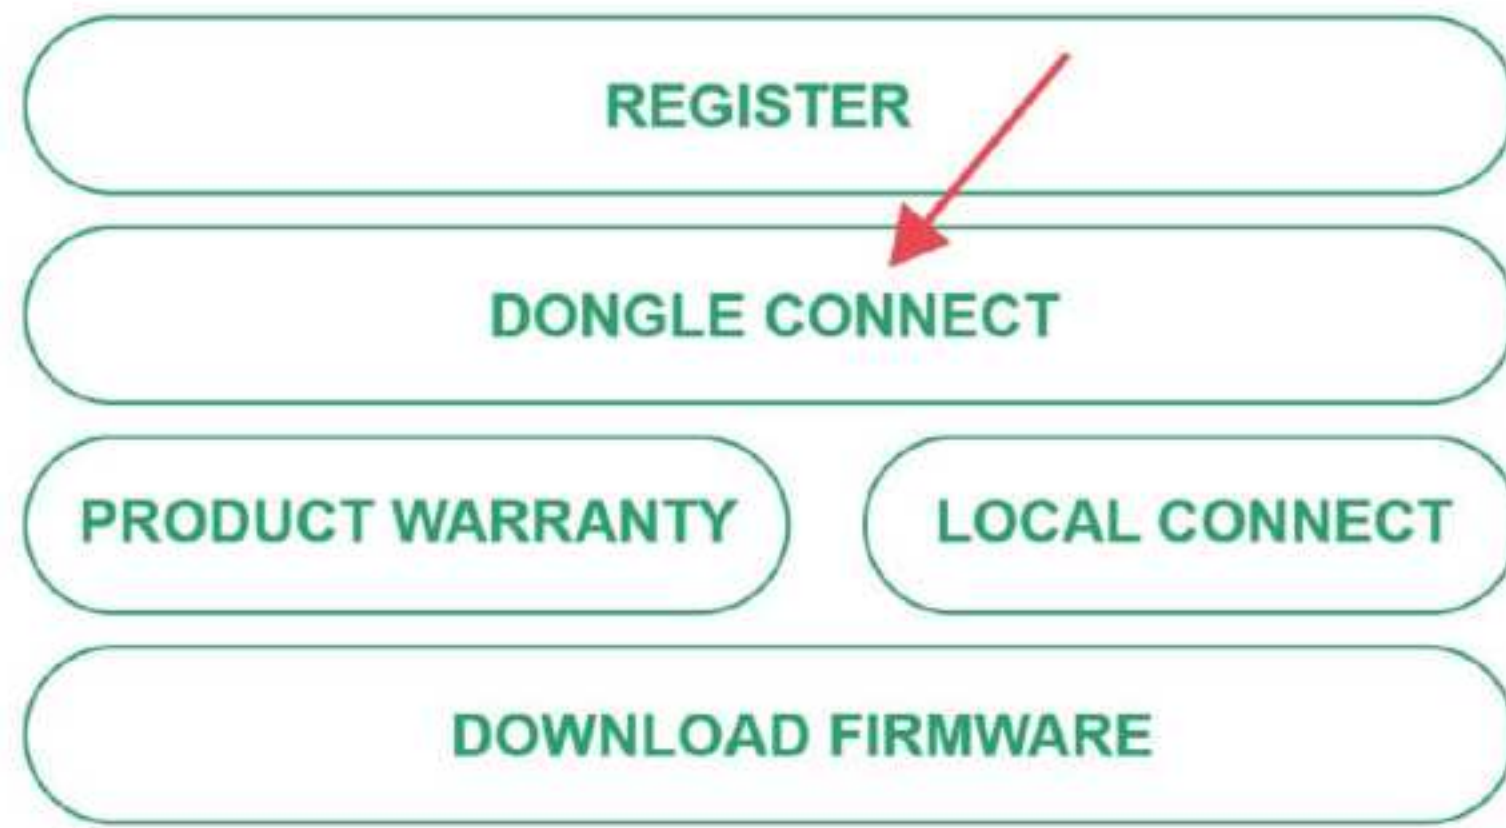 REGISTER
DONGLE CONNECT
PRODUCT WARRANTY
LOCAL CONNECT
DOWNLOAD FIRMWARE